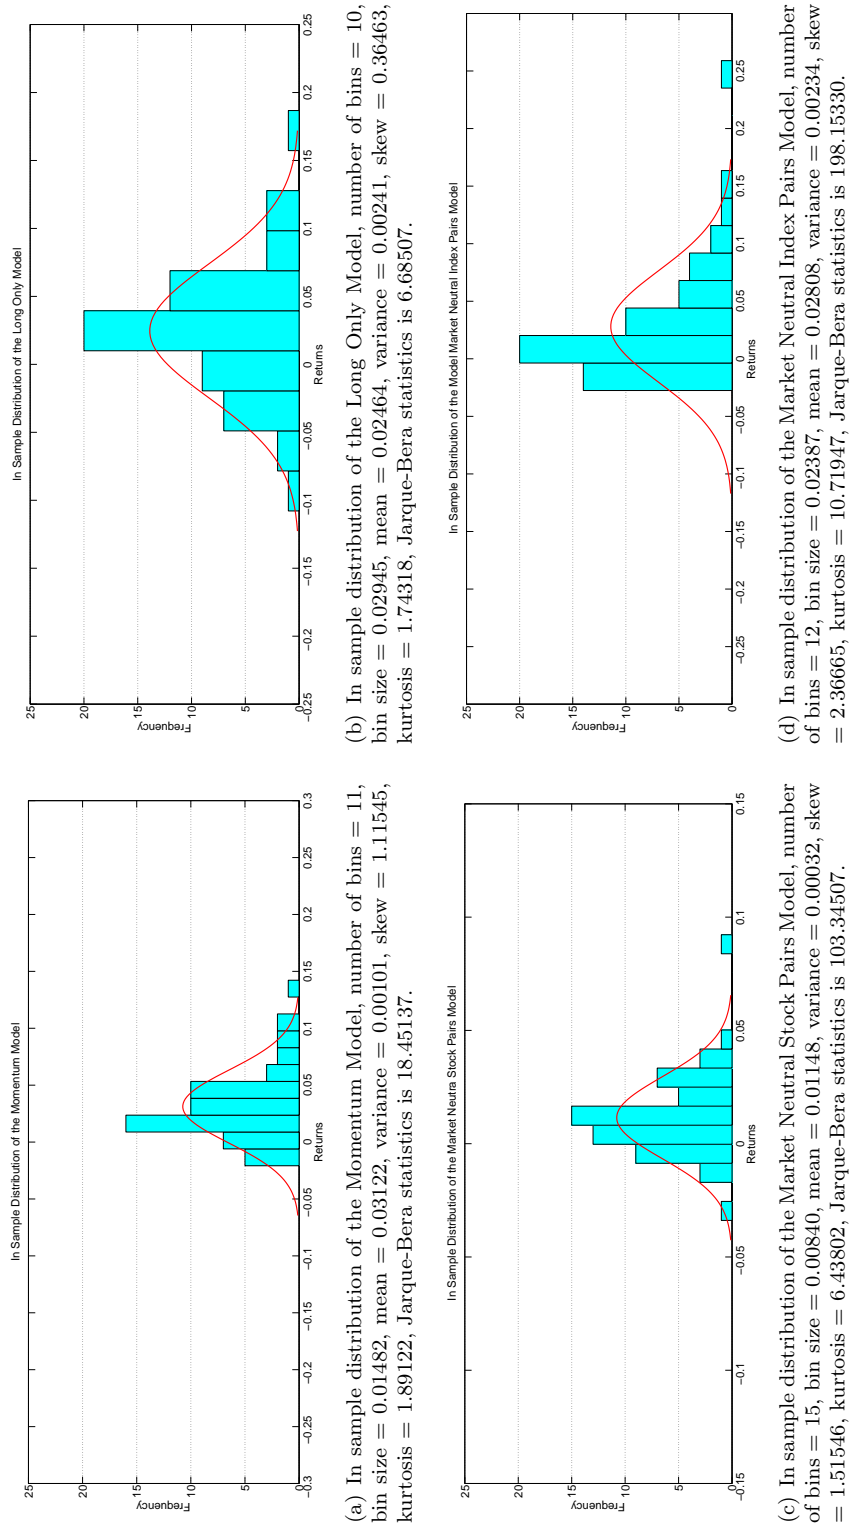 In Sample Distribution of the Momentum Model
25
20
15
10
5
0
Frequency
−0.3 −0.25 −0.2 −0.15 −0.1 −0.05 0 0.05 0.1 0.15 0.2 0.25 0.3
Returns
(a) In sample distribution of the Momentum Model, number of bins = 11,
bin size = 0.01482, mean = 0.03122, variance = 0.00101, skew = 1.11545,
kurtosis = 1.89122, Jarque-Bera statistics is 18.45137.
In Sample Distribution of the Long Only Model
25
20
15
10
5
0
Frequency
−0.25 −0.2 −0.15 −0.1 −0.05 0 0.05 0.1 0.15 0.2 0.25
Returns
(b) In sample distribution of the Long Only Model, number of bins = 10,
bin size = 0.02945, mean = 0.02464, variance = 0.00241, skew = 0.36463,
kurtosis = 1.74318, Jarque-Bera statistics is 6.68507.
In Sample Distribution of the Market Neutra Stock Pairs Model
25
20
15
10
5
0
Frequency
−0.15 −0.1 −0.05 0 0.05 0.1 0.15
Returns
(c) In sample distribution of the Market Neutral Stock Pairs Model, number
of bins = 15, bin size = 0.00840, mean = 0.01148, variance = 0.00032, skew
= 1.51546, kurtosis = 6.43802, Jarque-Bera statistics is 103.34507.
In Sample Distribution of the Model Market Neutral Index Pairs Model
25
20
15
10
5
0
Frequency
−0.25 −0.2 −0.15 −0.1 −0.05 0 0.05 0.1 0.15 0.2 0.25
Returns
(d) In sample distribution of the Market Neutral Index Pairs Model, number
of bins = 12, bin size = 0.02387, mean = 0.02808, variance = 0.00234, skew
= 2.36665, kurtosis = 10.71947, Jarque-Bera statistics is 198.15330.